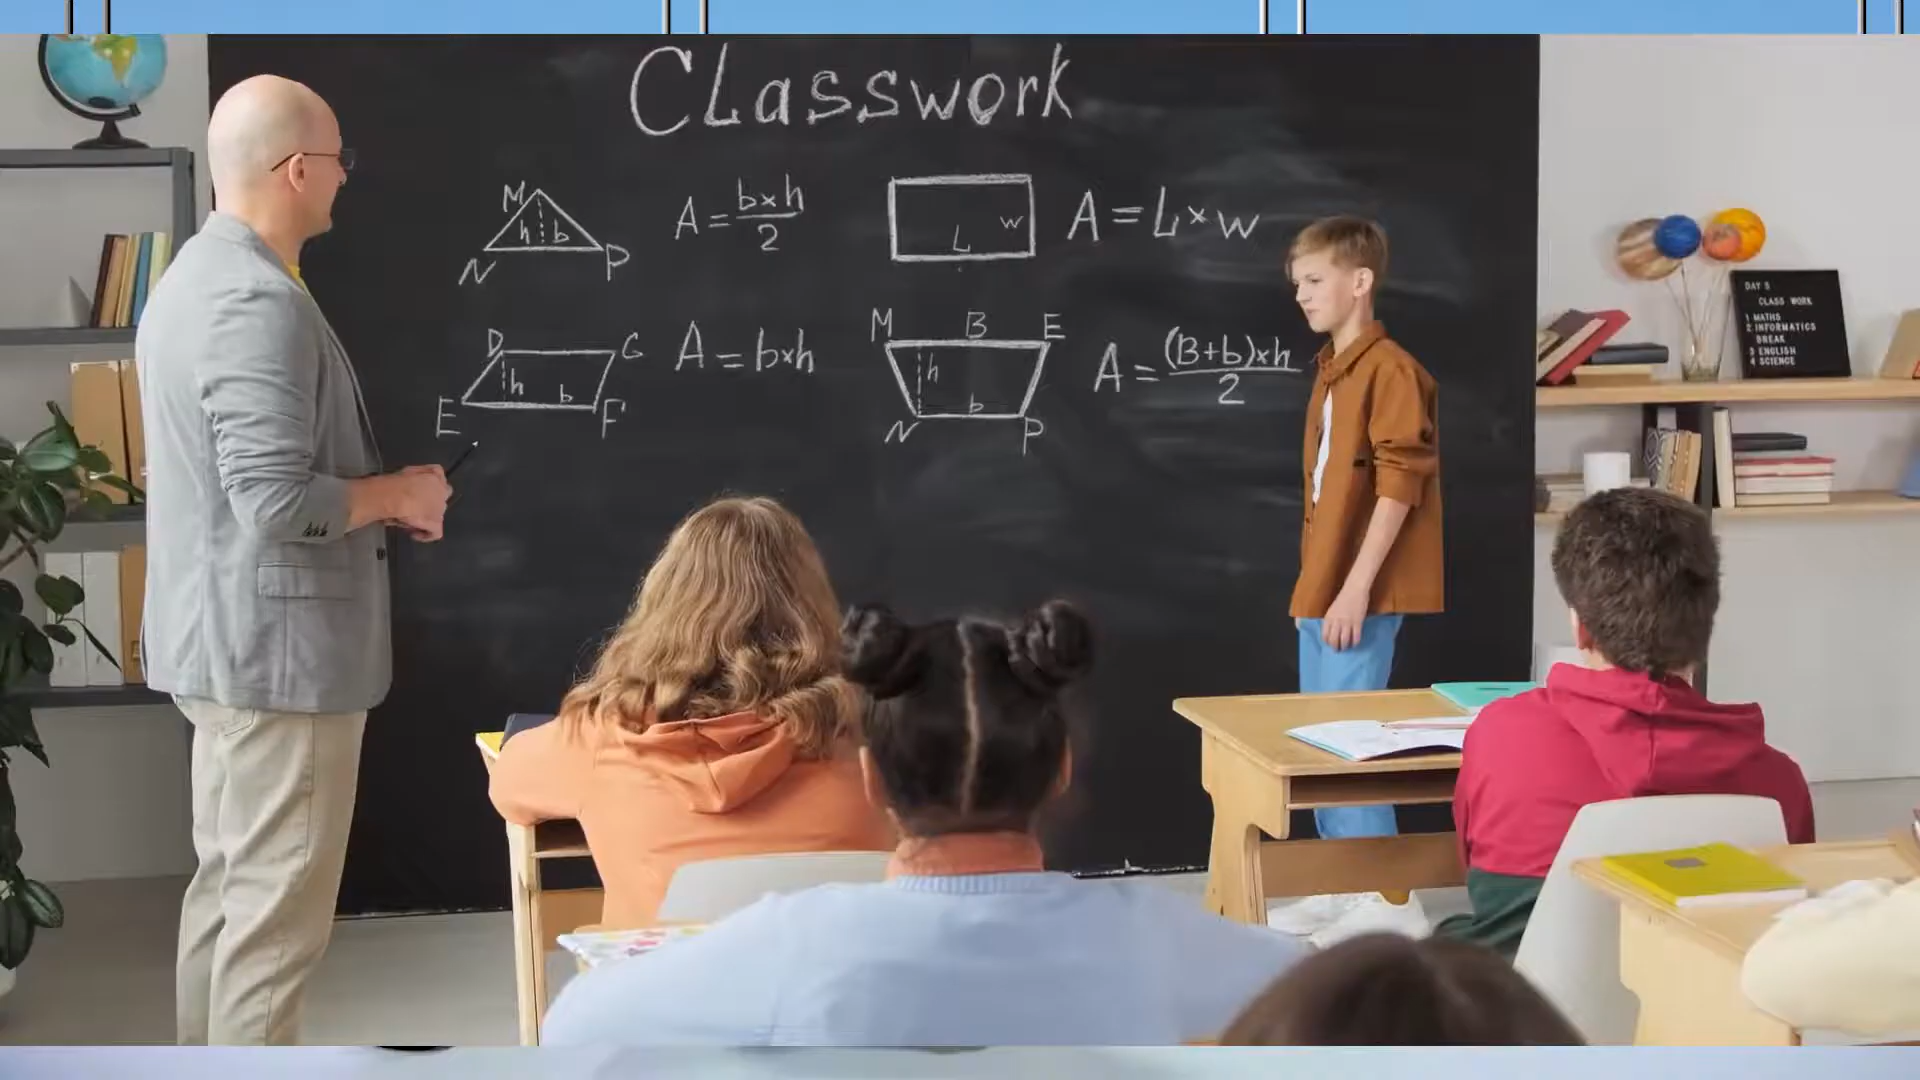 Classwork
M
h b
N P
A = b×h / 2
L w
A = L×w
D G
h b
E F
A = b×h
M B E
h
b
N P
A = (B+b)×h / 2
DAY 5
CLASS WORK
1 MATHS
2 INFORMATICS
BREAK
3 ENGLISH
4 SCIENCE